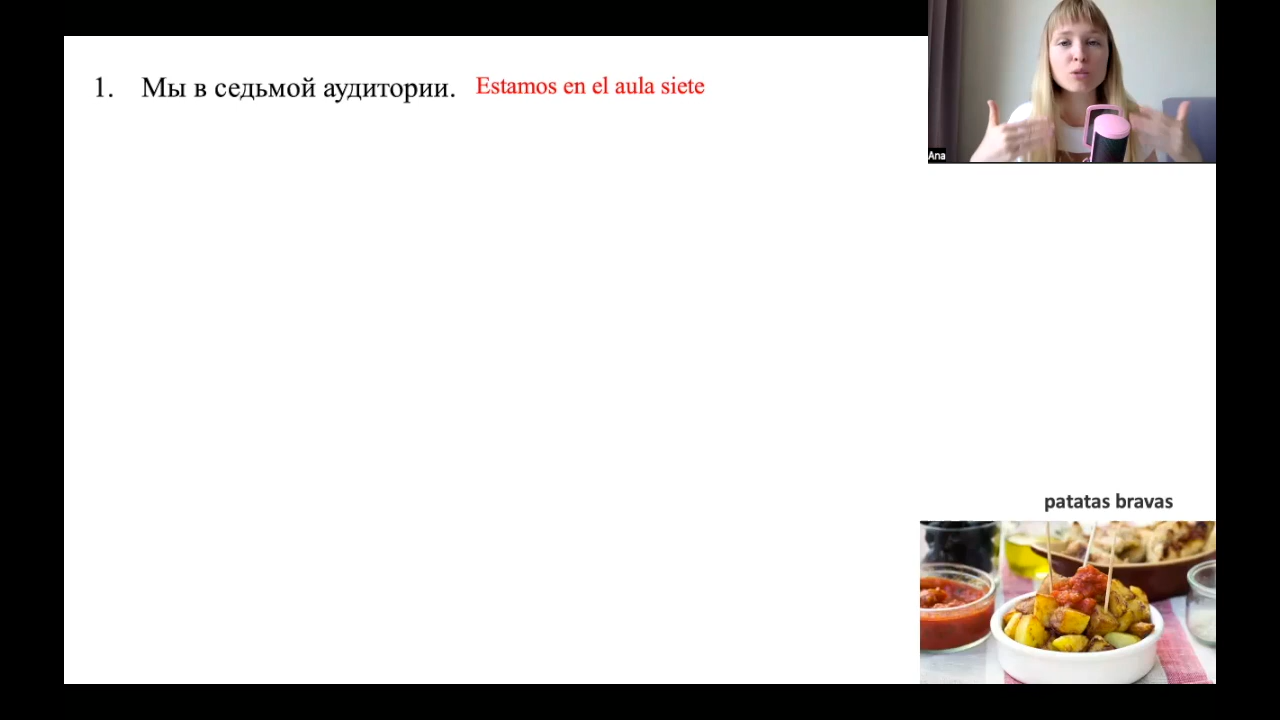 1. Мы в седьмой аудитории. Estamos en el aula siete
Ana
patatas bravas